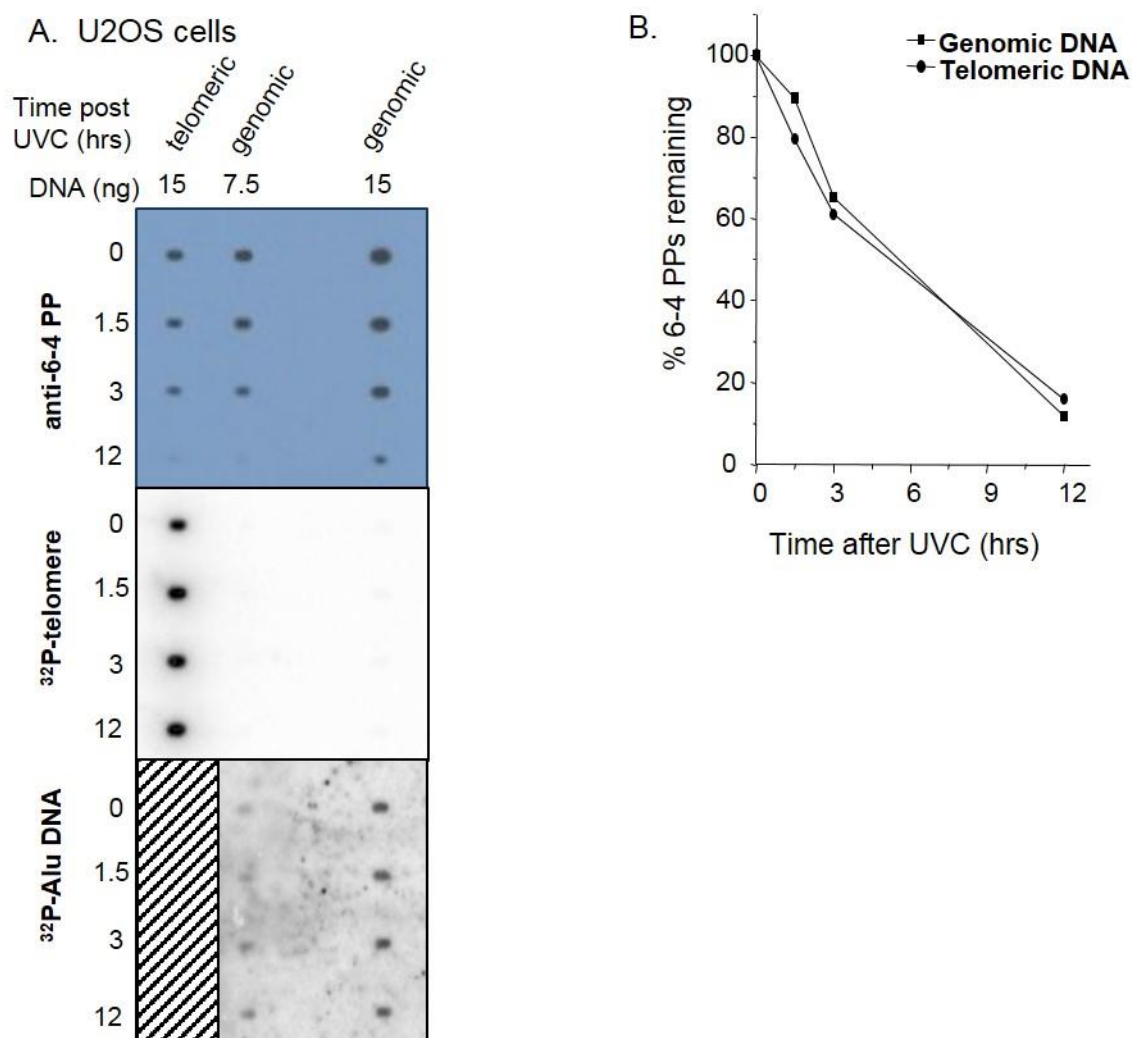 A. U2OS cells
Time post
UVC (hrs)
telomeric
genomic
genomic
DNA (ng) 15 7.5 15
anti-6-4 PP
0
1.5
3
12
³²P-telomere
0
1.5
3
12
³²P-Alu DNA
0
1.5
3
12
B.
Genomic DNA
Telomeric DNA
% 6-4 PPs remaining
100
80
60
40
20
0
0 3 6 9 12
Time after UVC (hrs)